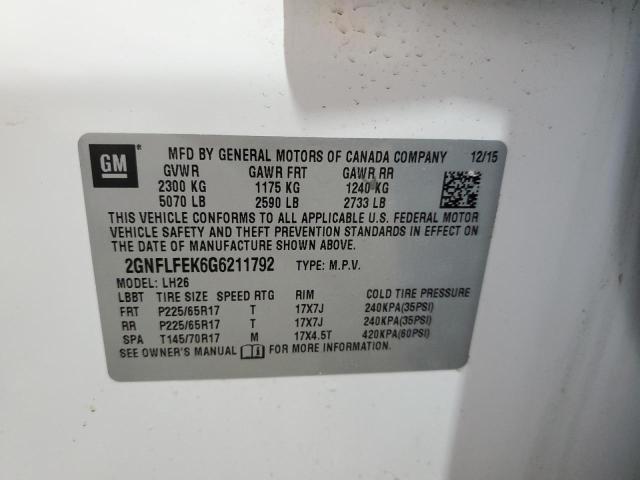 GM
MFD BY GENERAL MOTORS OF CANADA COMPANY 12/15
GVWR GAWR FRT GAWR RR
2300 KG 1175 KG 1240 KG
5070 LB 2590 LB 2733 LB
THIS VEHICLE CONFORMS TO ALL APPLICABLE U.S. FEDERAL MOTOR
VEHICLE SAFETY AND THEFT PREVENTION STANDARDS IN EFFECT ON
THE DATE OF MANUFACTURE SHOWN ABOVE.
2GNFLFEK6G6211792 TYPE: M.P.V.
MODEL: LH26
LBBT TIRE SIZE SPEED RTG RIM COLD TIRE PRESSURE
FRT P225/65R17 T 17X7J 240KPA(35PSI)
RR P225/65R17 T 17X7J 240KPA(35PSI)
SPA T145/70R17 M 17X4.5T 420KPA(60PSI)
SEE OWNER'S MANUAL FOR MORE INFORMATION.